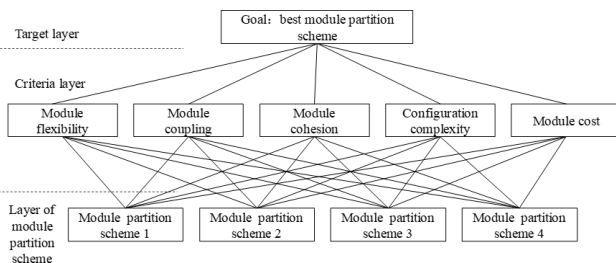 Goal：best module partition
scheme
Target layer
Criteria layer
Module
flexibility
Module
coupling
Module
cohesion
Configuration
complexity
Module cost
Layer of
module
partition
scheme
Module partition
scheme 1
Module partition
scheme 2
Module partition
scheme 3
Module partition
scheme 4